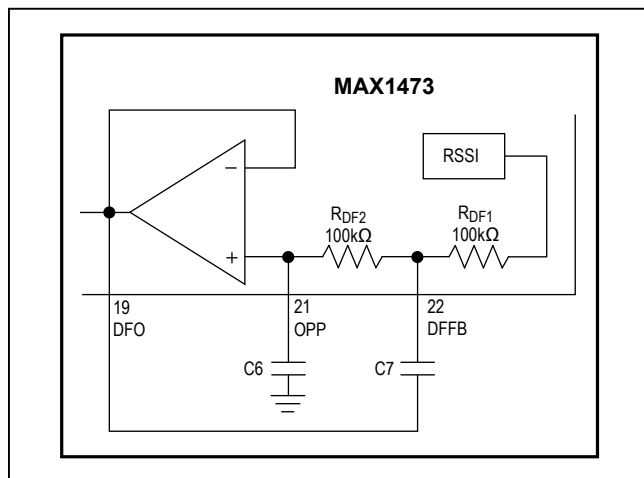 MAX1473
RSSI
RDF2
100kΩ
RDF1
100kΩ
−
+
19
DFO
21
OPP
22
DFFB
C6
C7